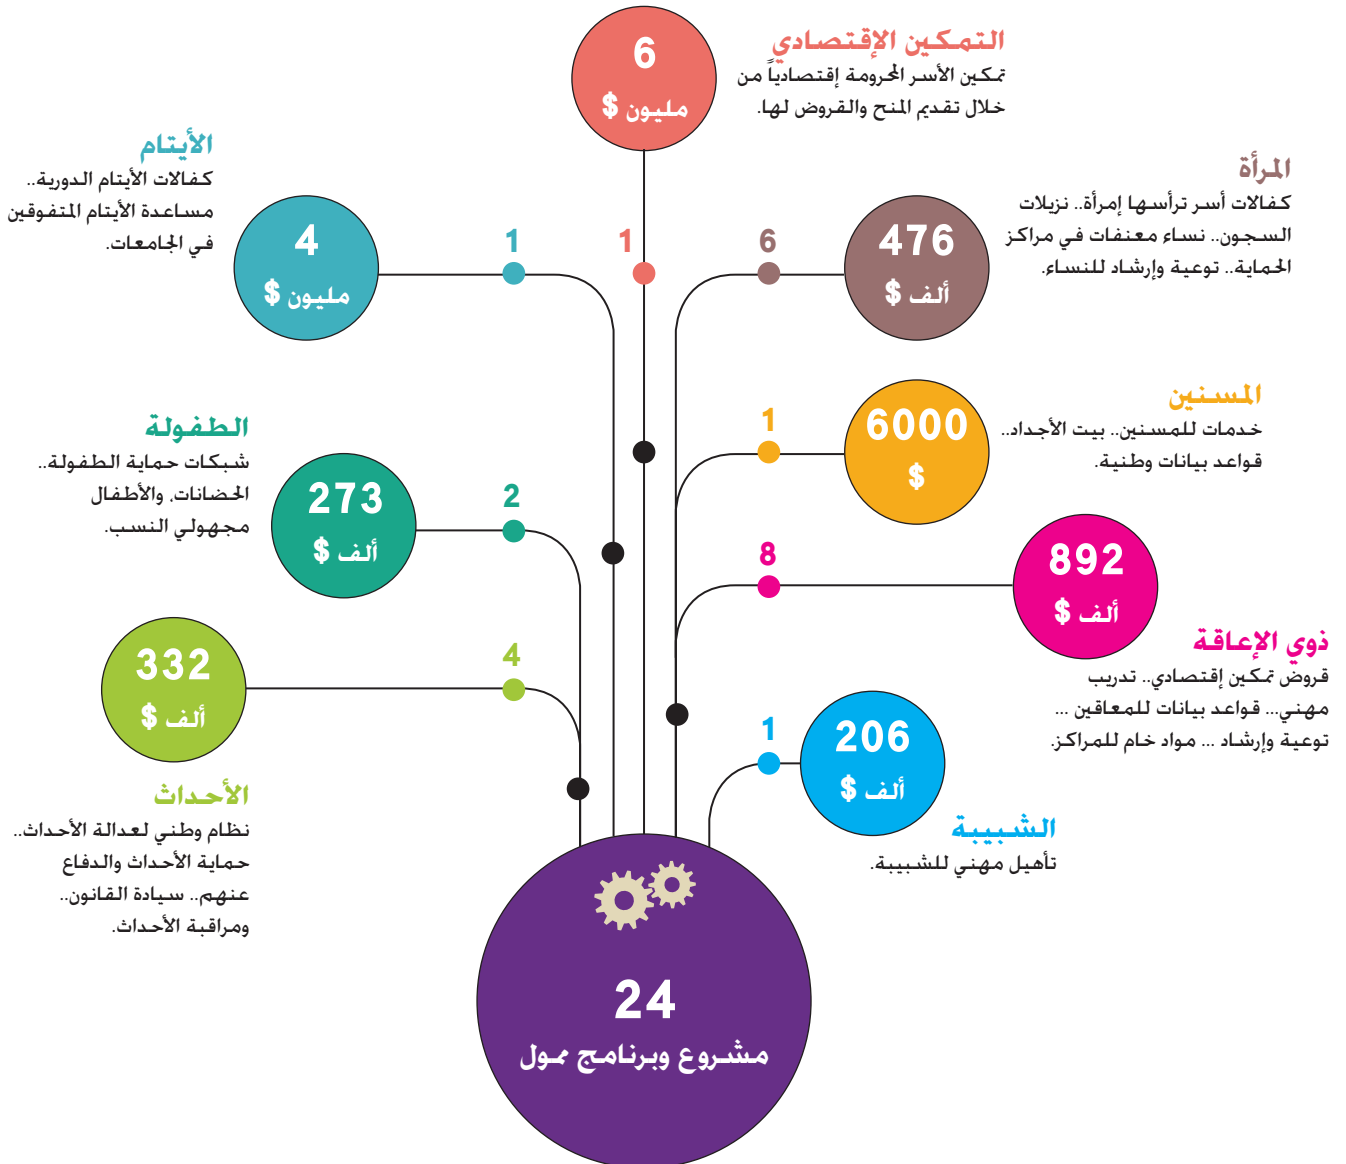 6
مليون $
التمكين الإقتصادي
تمكين الأسر المحرومة إقتصادياً من
خلال تقديم المنح والقروض لها.
المرأة
كفالات أسر ترأسها إمرأة.. نزيلات
السجون.. نساء معنفات في مراكز
الحماية.. توعية وإرشاد للنساء.
476
ألف $
6
1
الأيتام
كفالات الأيتام الدورية..
مساعدة الأيتام المتفوقين
في الجامعات.
4
مليون $
1
المسنين
خدمات للمسنين.. بيت الأجداد..
قواعد بيانات وطنية.
6000
$
1
الطفولة
شبكات حماية الطفولة..
الحضانات، والأطفال
مجهولي النسب.
273
ألف $
2
892
ألف $
8
ذوي الإعاقة
قروض تمكين إقتصادي.. تدريب
مهني... قواعد بيانات للمعاقين ...
توعية وإرشاد ... مواد خام للمراكز.
332
ألف $
4
الأحداث
نظام وطني لعدالة الأحداث..
حماية الأحداث والدفاع
عنهم.. سيادة القانون..
ومراقبة الأحداث.
206
ألف $
1
الشبيبة
تأهيل مهني للشبيبة.
24
مشروع وبرنامج ممول